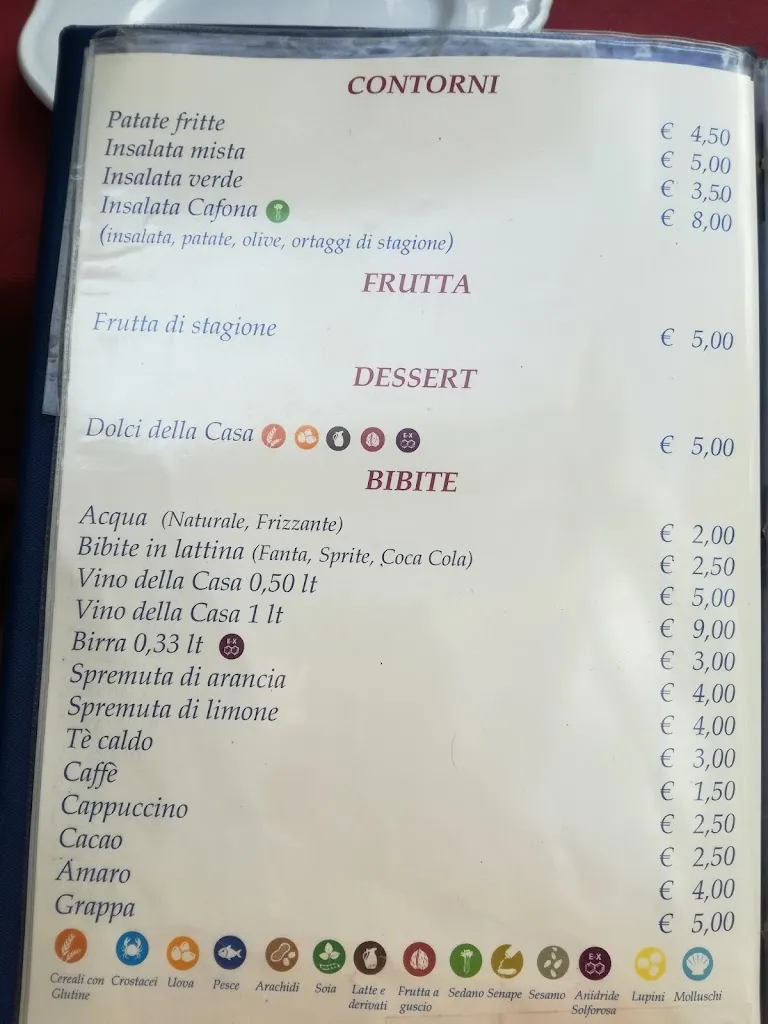 CONTORNI
Patate fritte € 4,50
Insalata mista € 5,00
Insalata verde € 3,50
Insalata Cafona € 8,00
(insalata, patate, olive, ortaggi di stagione)
FRUTTA
Frutta di stagione € 5,00
DESSERT
Dolci della Casa E-X € 5,00
BIBITE
Acqua (Naturale, Frizzante) € 2,00
Bibite in lattina (Fanta, Sprite, Coca Cola) € 2,50
Vino della Casa 0,50 lt € 5,00
Vino della Casa 1 lt € 9,00
Birra 0,33 lt E-X € 3,00
Spremuta di arancia € 4,00
Spremuta di limone € 4,00
Tè caldo € 3,00
Caffè € 1,50
Cappuccino € 2,50
Cacao € 2,50
Amaro € 4,00
Grappa € 5,00
E-X
Cereali con Glutine
Crostacei
Uova
Pesce
Arachidi
Soia
Latte e derivati
Frutta a guscio
Sedano
Senape
Sesamo
Anidride Solforosa
Lupini
Molluschi